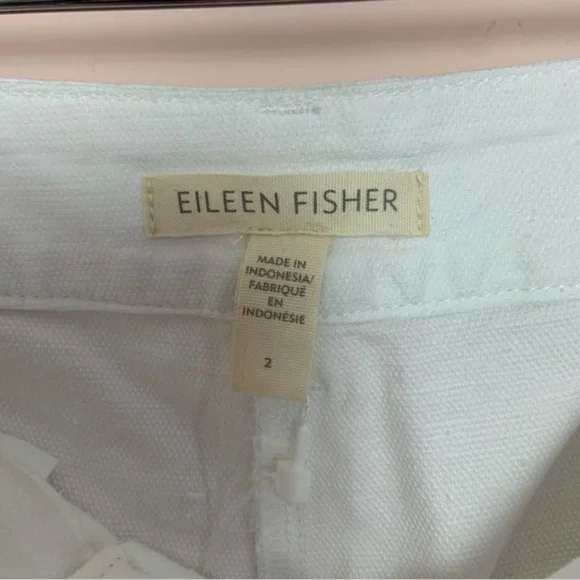 EILEEN FISHER
MADE IN
INDONESIA/
FABRIQUÉ
EN
INDONÉSIE
2